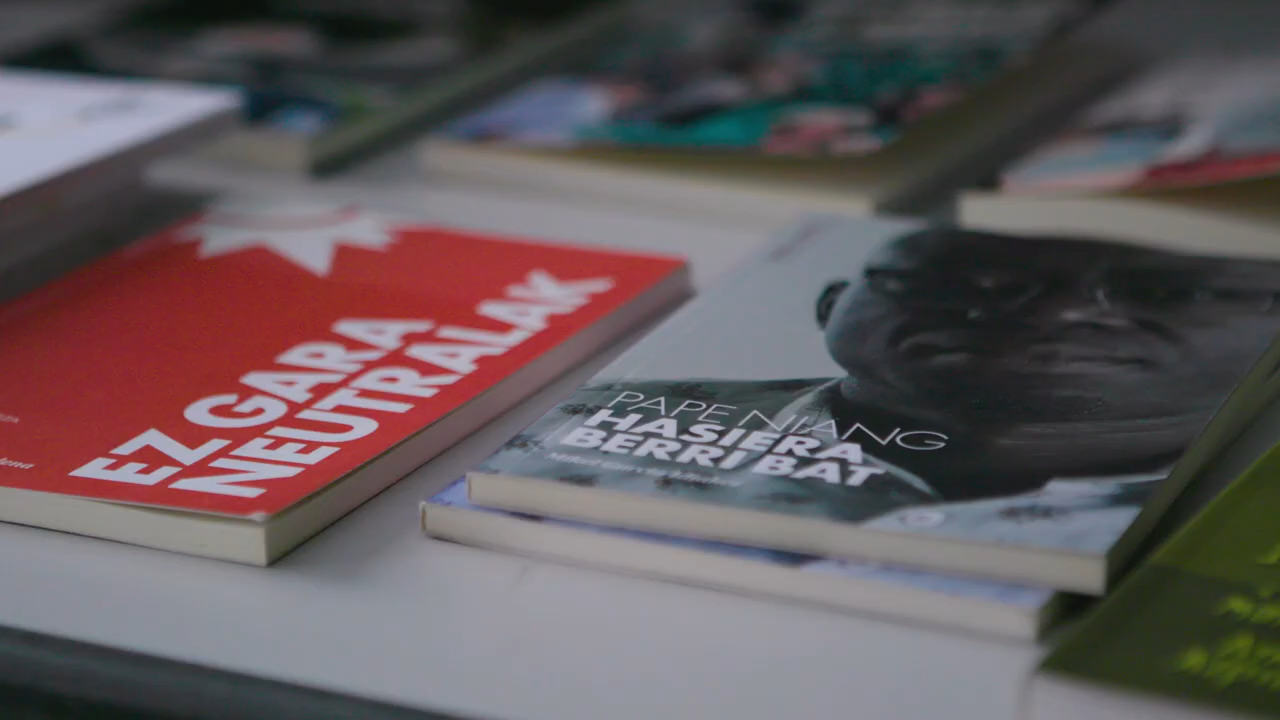 EZ GARA
NEUTRALAK
PAPE NIANG
HASIERA
BERRI BAT